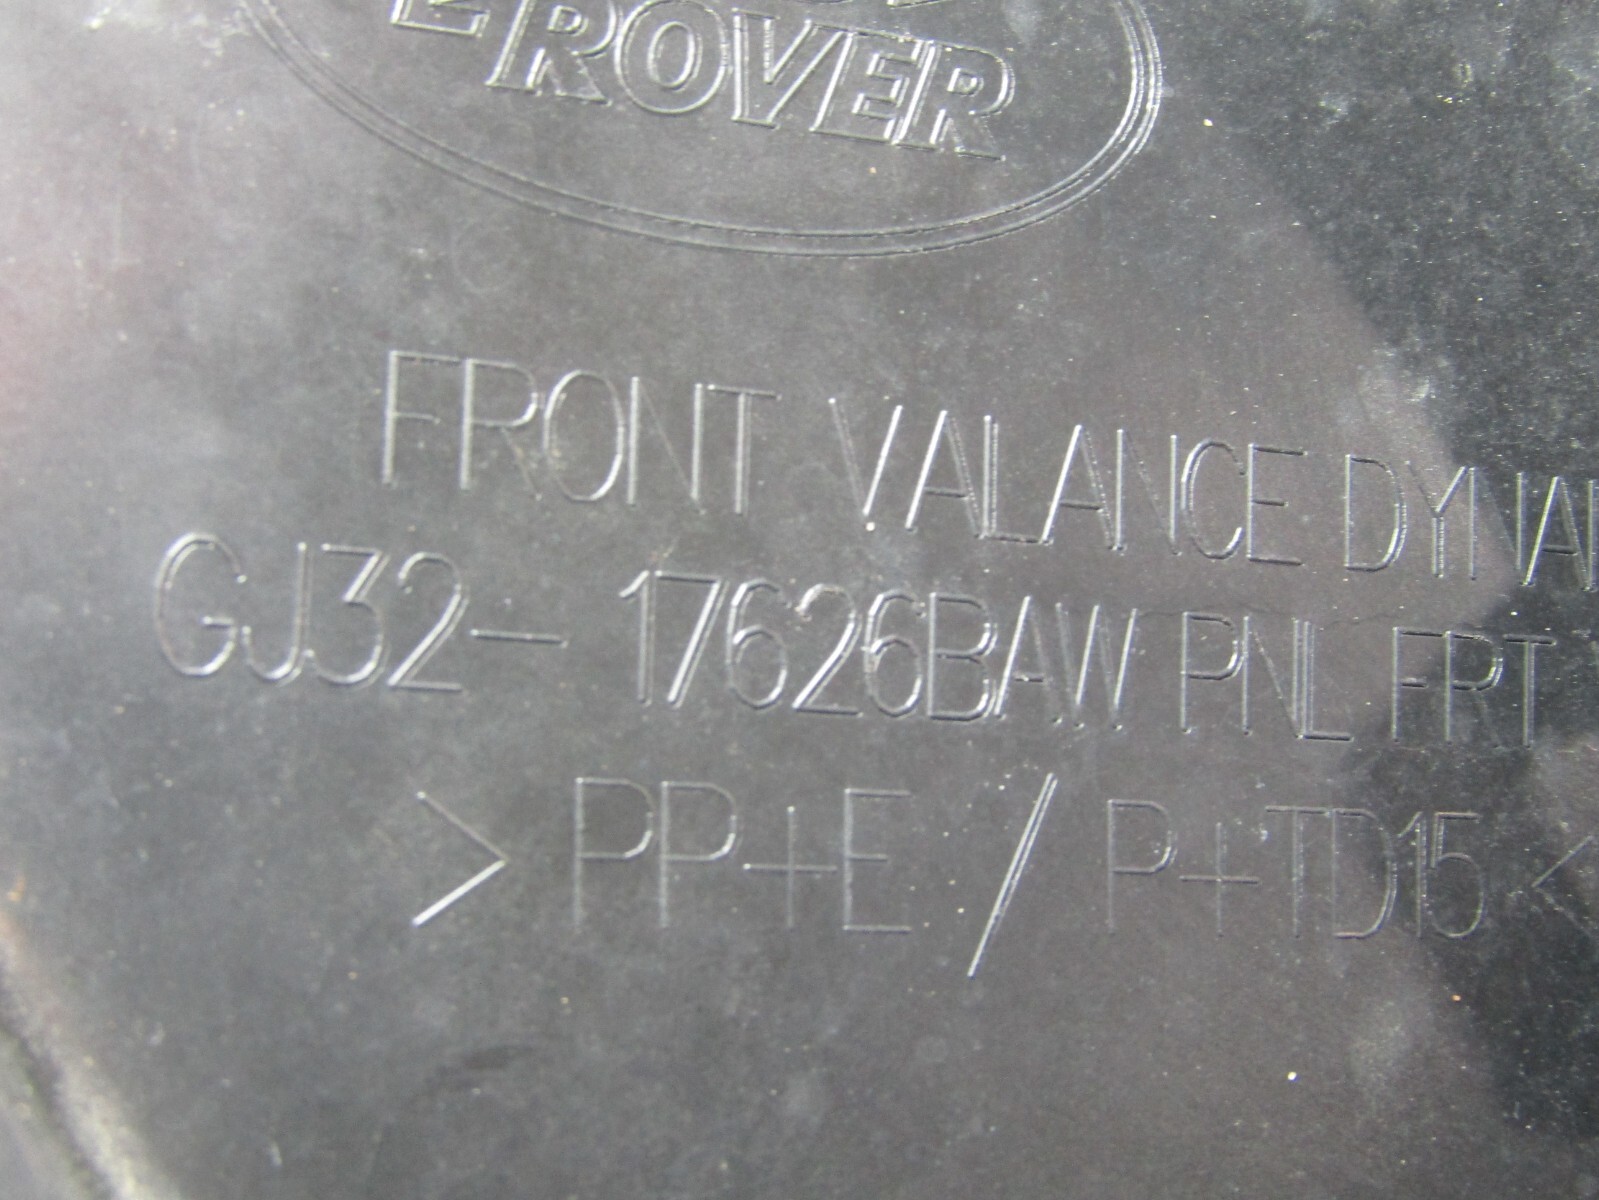 ROVER
FRONT VALANCE DYNA
GJ32-17626BAW PNL FRT
>PP+E/P+TD15<